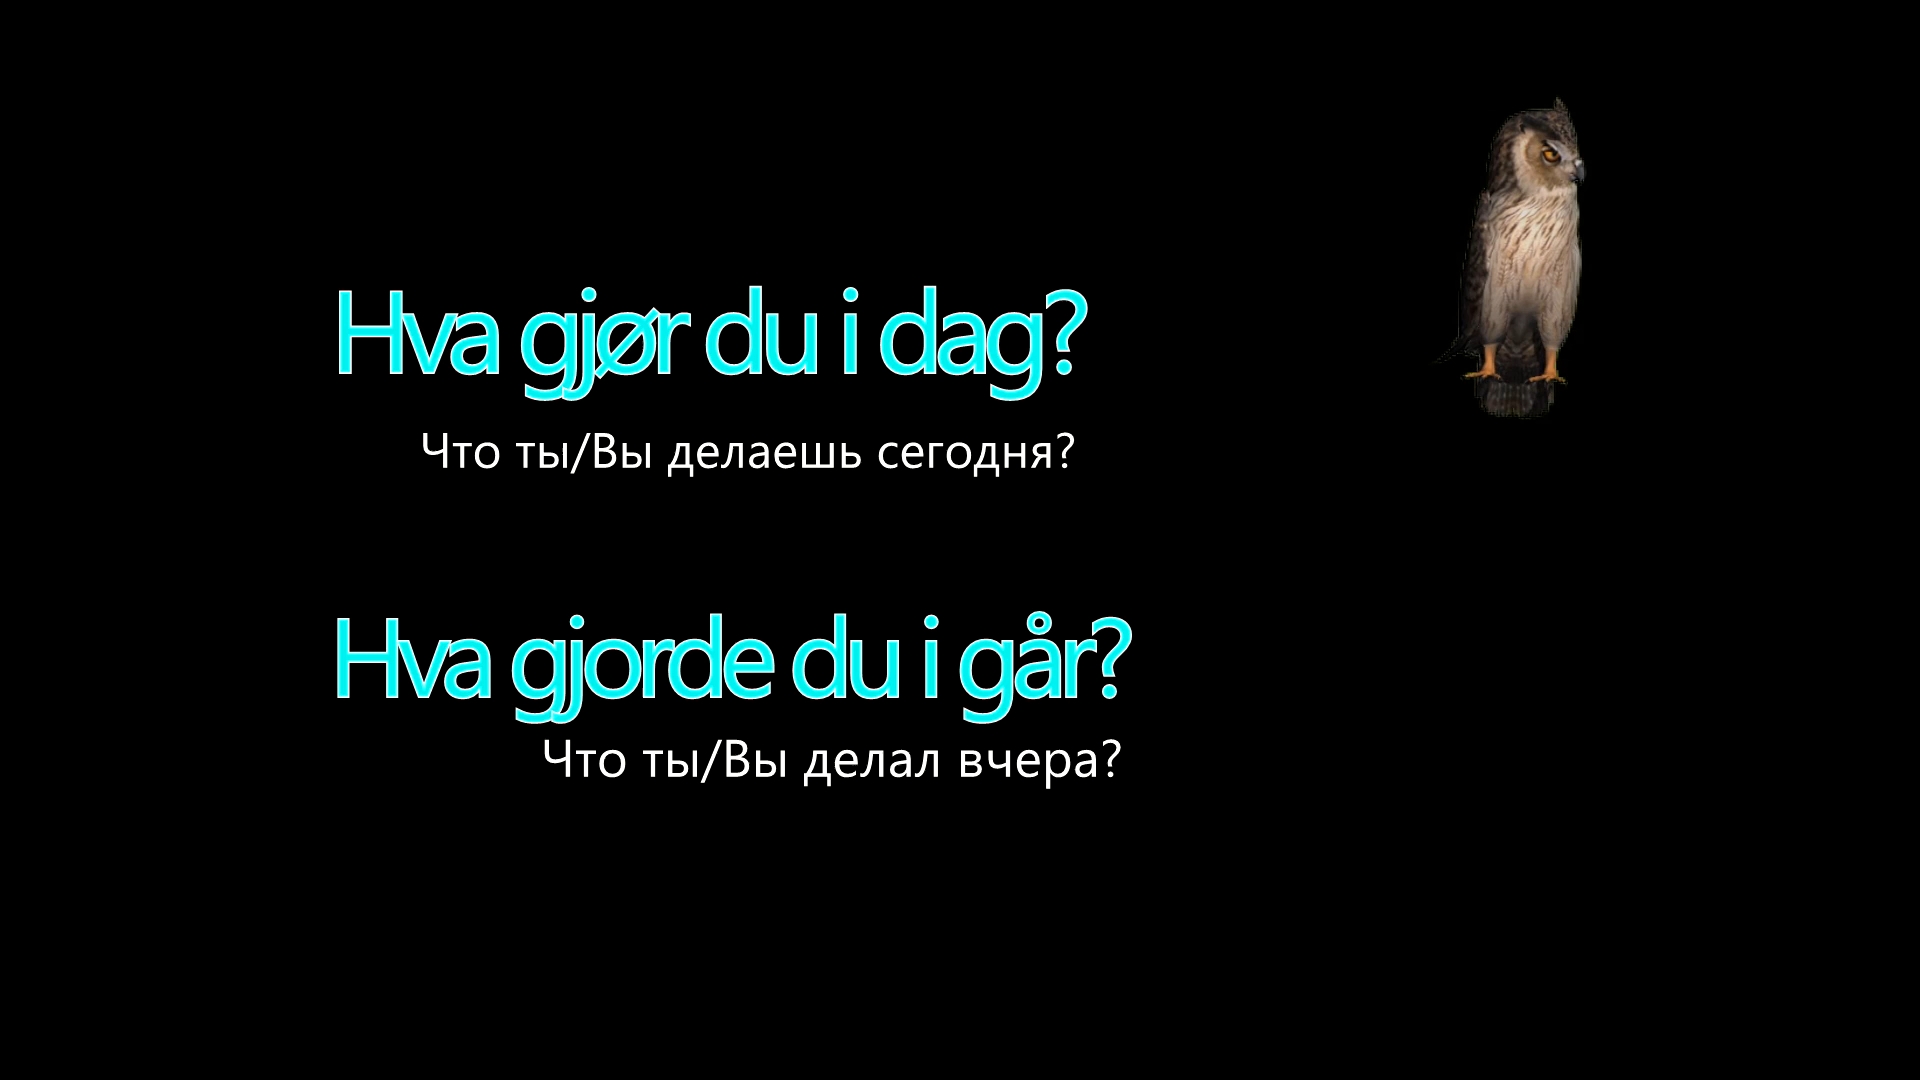 Hva gjør du i dag?
Что ты/Вы делаешь сегодня?
Hva gjorde du i går?
Что ты/Вы делал вчера?